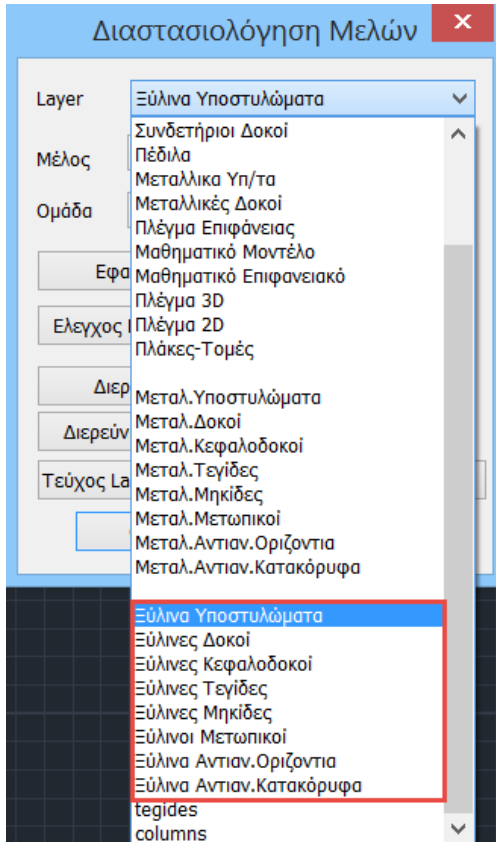 Διαστασιολόγηση Μελών
Layer Ξύλινα Υποστυλώματα
Συνδετήριοι Δοκοί
Μέλος Πέδιλα
Μεταλλικα Υπ/τα
Ομάδα Μεταλλικές Δοκοί
Πλέγμα Επιφάνειας
Μαθηματικό Μοντέλο
Εφα Μαθηματικό Επιφανειακό
Πλέγμα 3D
Ελεγχος Πλέγμα 2D
Πλάκες-Τομές
Διερ Μεταλ.Υποστυλώματα
Μεταλ.Δοκοί
Διερεύν Μεταλ.Κεφαλοδοκοί
Μεταλ.Τεγίδες
Τεύχος La Μεταλ.Μηκίδες
Μεταλ.Μετωπικοί
Μεταλ.Αντιαν.Οριζοντια
Μεταλ.Αντιαν.Κατακόρυφα
Ξύλινα Υποστυλώματα
Ξύλινες Δοκοί
Ξύλινες Κεφαλοδοκοί
Ξύλινες Τεγίδες
Ξύλινες Μηκίδες
Ξύλινοι Μετωπικοί
Ξύλινα Αντιαν.Οριζοντια
Ξύλινα Αντιαν.Κατακόρυφα
tegides
columns